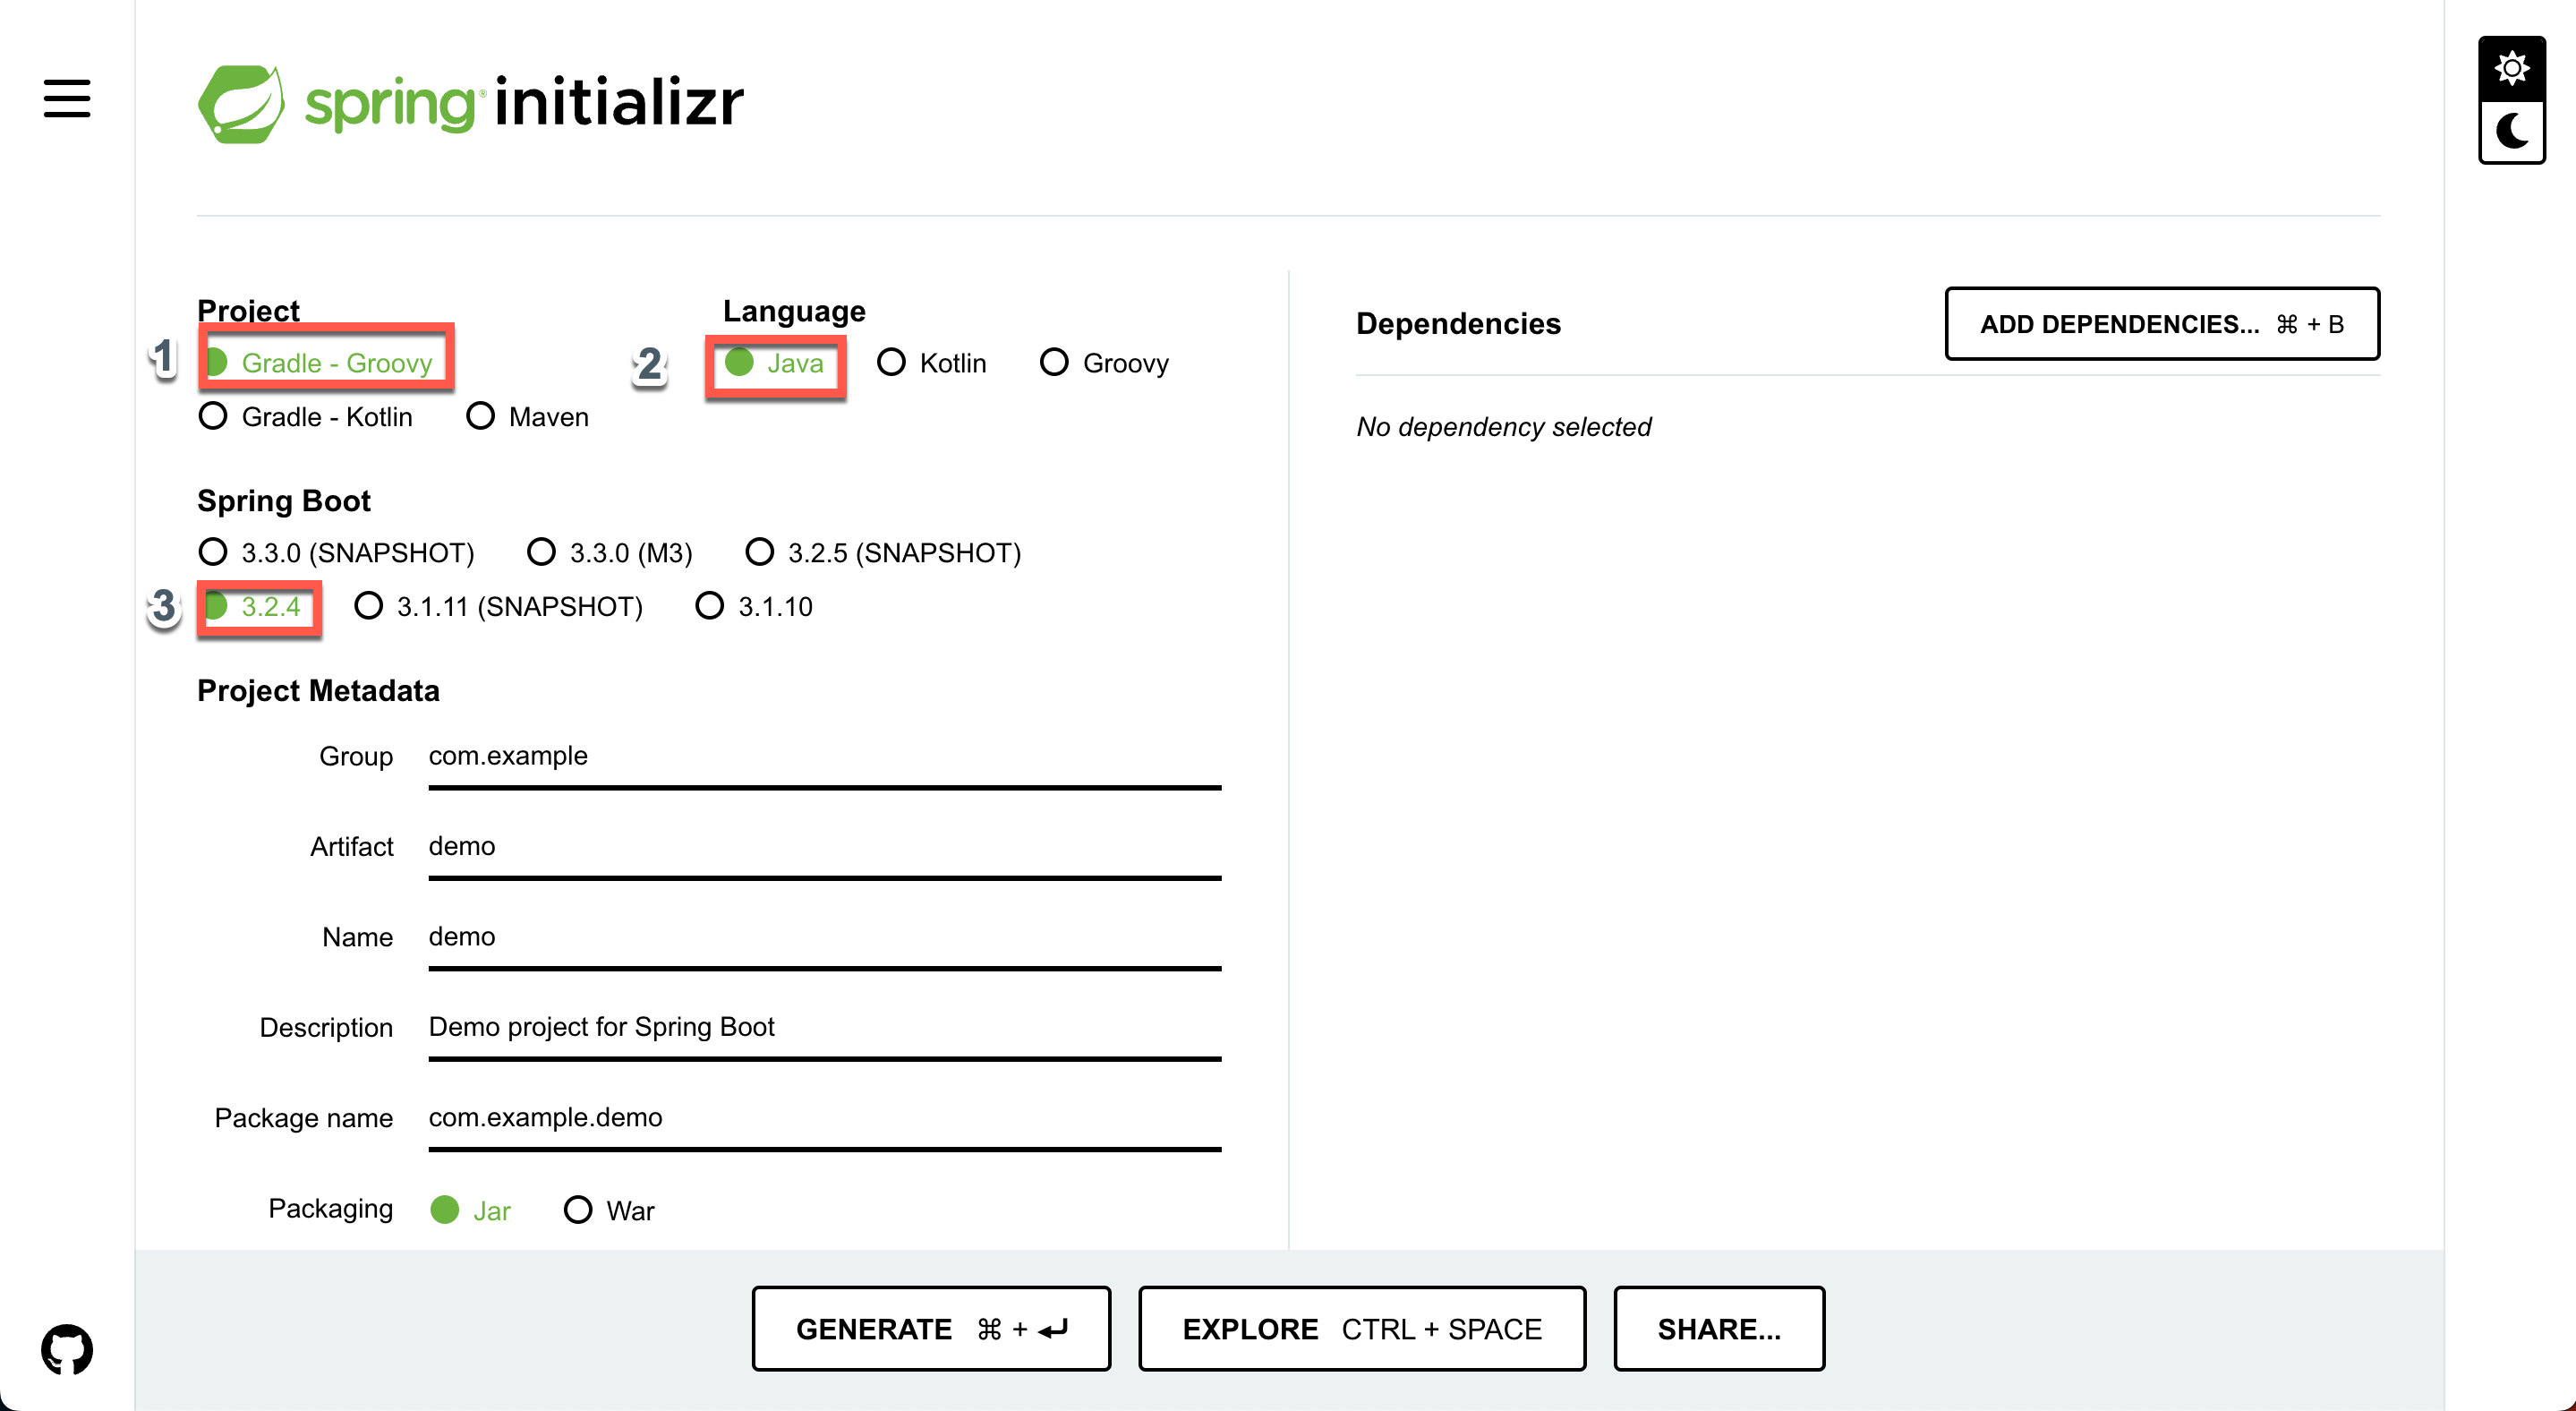 spring initializr
Project
1 Gradle - Groovy
Gradle - Kotlin Maven
Language
2 Java Kotlin Groovy
Spring Boot
3.3.0 (SNAPSHOT) 3.3.0 (M3) 3.2.5 (SNAPSHOT)
3 3.2.4 3.1.11 (SNAPSHOT) 3.1.10
Project Metadata
Group com.example
Artifact demo
Name demo
Description Demo project for Spring Boot
Package name com.example.demo
Packaging Jar War
Dependencies
ADD DEPENDENCIES... ⌘ + B
No dependency selected
GENERATE ⌘ + ↵
EXPLORE CTRL + SPACE
SHARE...